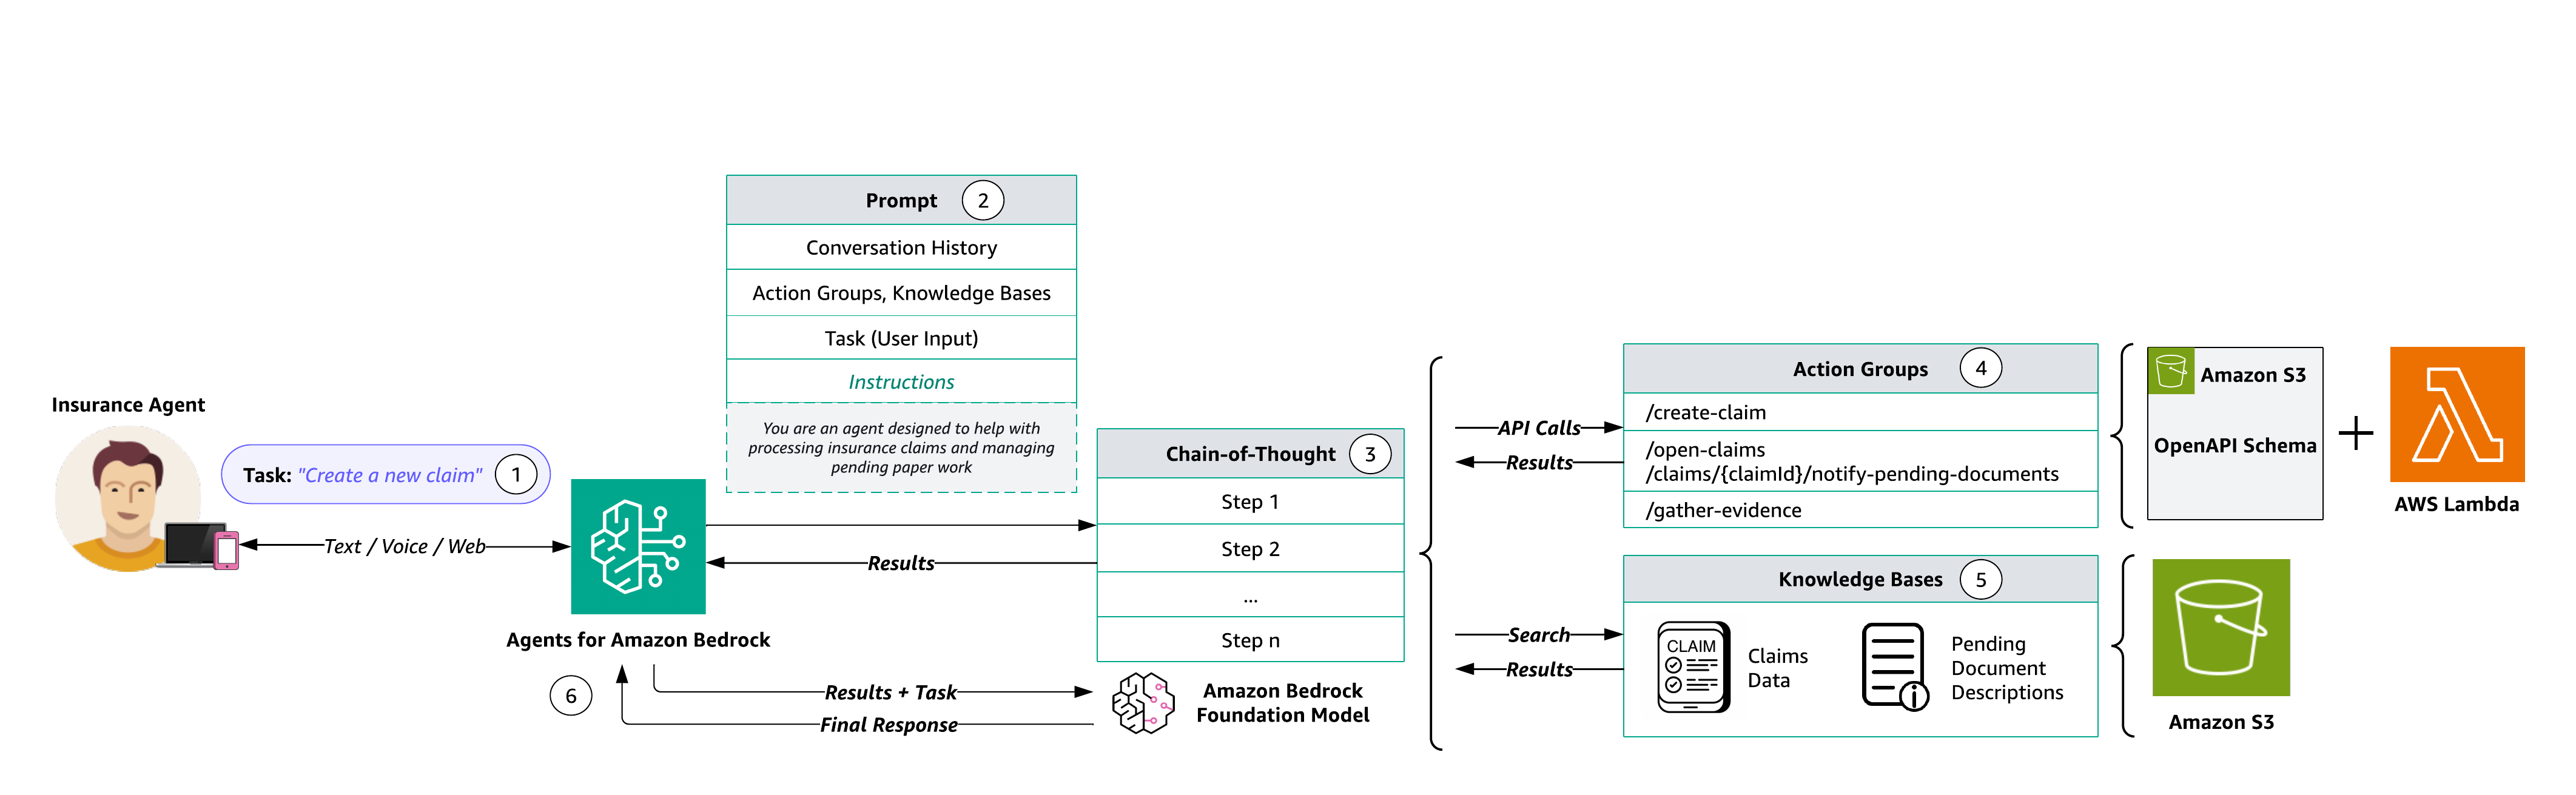 Insurance Agent
Task: "Create a new claim"
1
Text / Voice / Web
Agents for Amazon Bedrock
Prompt
2
Conversation History
Action Groups, Knowledge Bases
Task (User Input)
Instructions
You are an agent designed to help with
processing insurance claims and managing
pending paper work
Results
Chain-of-Thought
3
Step 1
Step 2
...
Step n
6
Results + Task
Final Response
Amazon Bedrock
Foundation Model
API Calls
Results
Action Groups
4
/create-claim
/open-claims
/claims/{claimId}/notify-pending-documents
/gather-evidence
Amazon S3
OpenAPI Schema
AWS Lambda
Search
Results
Knowledge Bases
5
CLAIM
Claims
Data
Pending
Document
Descriptions
Amazon S3